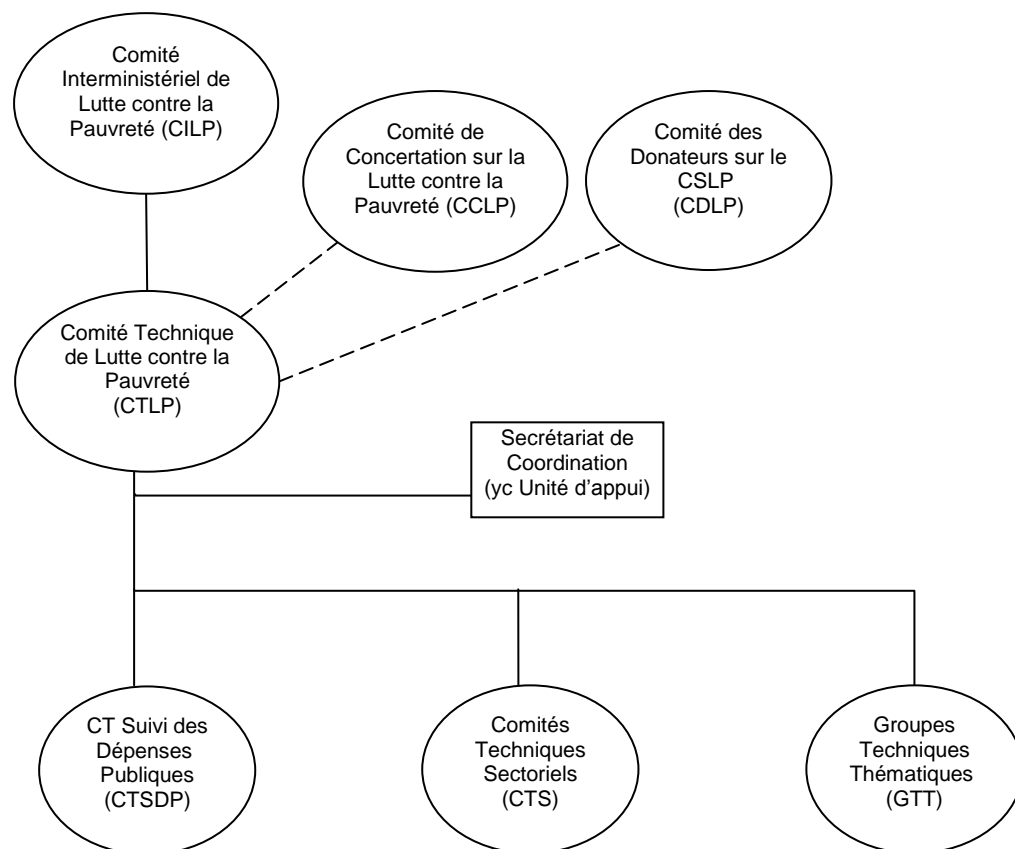 Comité
Interministériel de
Lutte contre la
Pauvreté (CILP)
Comité de
Concertation sur la
Lutte contre la
Pauvreté (CCLP)
Comité des
Donateurs sur le
CSLP
(CDLP)
Comité Technique
de Lutte contre la
Pauvreté
(CTLP)
Secrétariat de
Coordination
(yc Unité d’appui)
CT Suivi des
Dépenses
Publiques
(CTSDP)
Comités
Techniques
Sectoriels
(CTS)
Groupes
Techniques
Thématiques
(GTT)